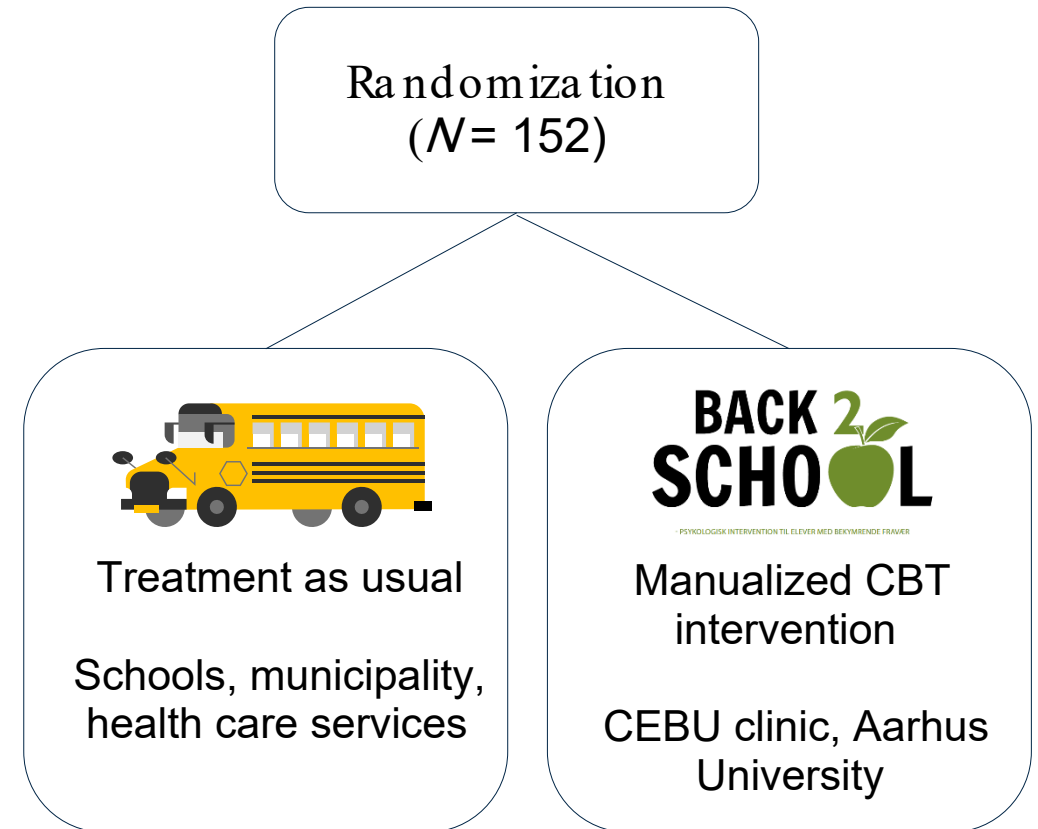 Randomization
(N = 152)
Treatment as usual
Schools, municipality,
health care services
BACK 2
SCHOOL
- PSYKOLOGISK INTERVENTION TIL ELEVER MED BEKYMRENDE FRAVÆR
Manualized CBT
intervention
CEBU clinic, Aarhus
University